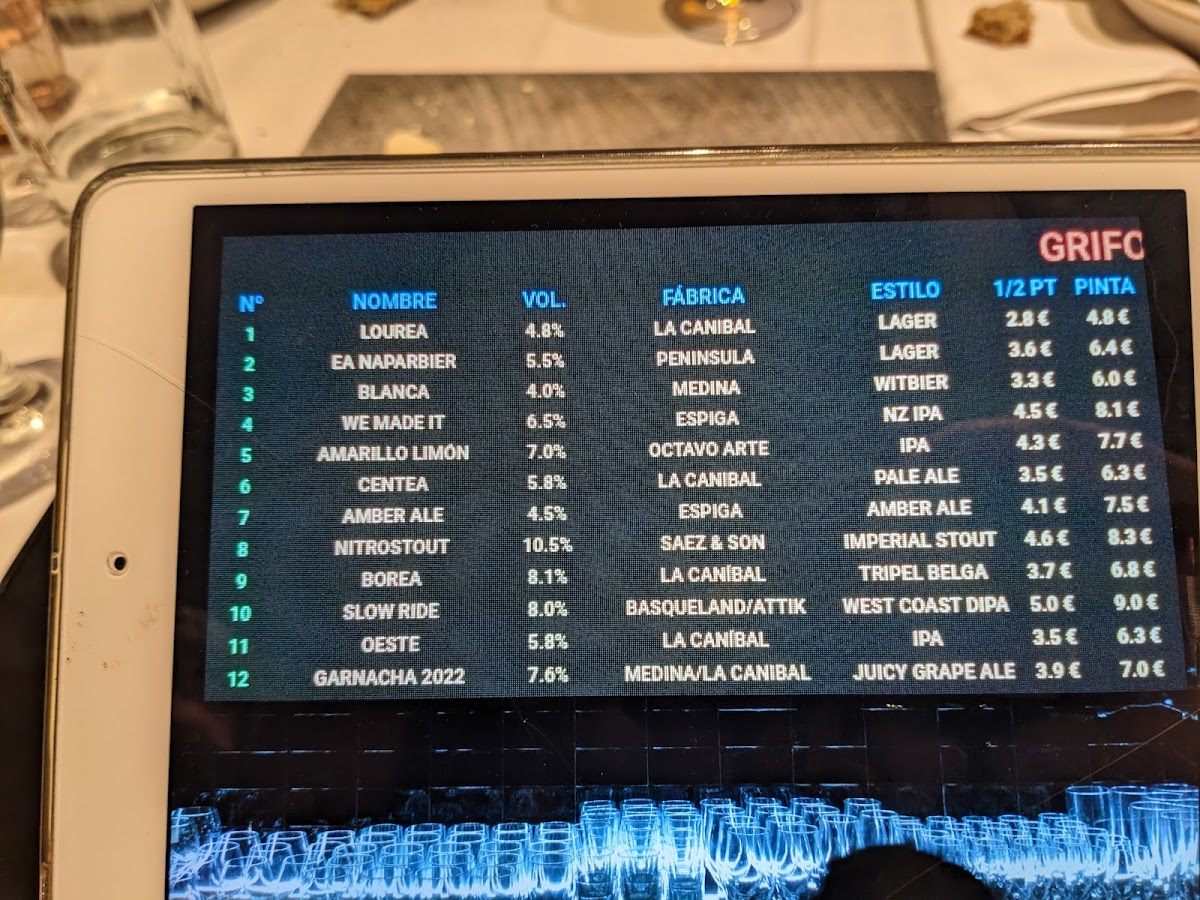 GRIFO
Nº NOMBRE VOL. FÁBRICA ESTILO 1/2 PT PINTA
1 LOUREA 4.8% LA CANIBAL LAGER 2.8 € 4.8 €
2 EA NAPARBIER 5.5% PENINSULA LAGER 3.6 € 6.4 €
3 BLANCA 4.0% MEDINA WITBIER 3.3 € 6.0 €
4 WE MADE IT 6.5% ESPIGA NZ IPA 4.5 € 8.1 €
5 AMARILLO LIMÓN 7.0% OCTAVO ARTE IPA 4.3 € 7.7 €
6 CENTEA 5.8% LA CANIBAL PALE ALE 3.5 € 6.3 €
7 AMBER ALE 4.5% ESPIGA AMBER ALE 4.1 € 7.5 €
8 NITROSTOUT 10.5% SAEZ & SON IMPERIAL STOUT 4.6 € 8.3 €
9 BOREA 8.1% LA CANÍBAL TRIPEL BELGA 3.7 € 6.8 €
10 SLOW RIDE 8.0% BASQUELAND/ATTIK WEST COAST DIPA 5.0 € 9.0 €
11 OESTE 5.8% LA CANÍBAL IPA 3.5 € 6.3 €
12 GARNACHA 2022 7.6% MEDINA/LA CANIBAL JUICY GRAPE ALE 3.9 € 7.0 €